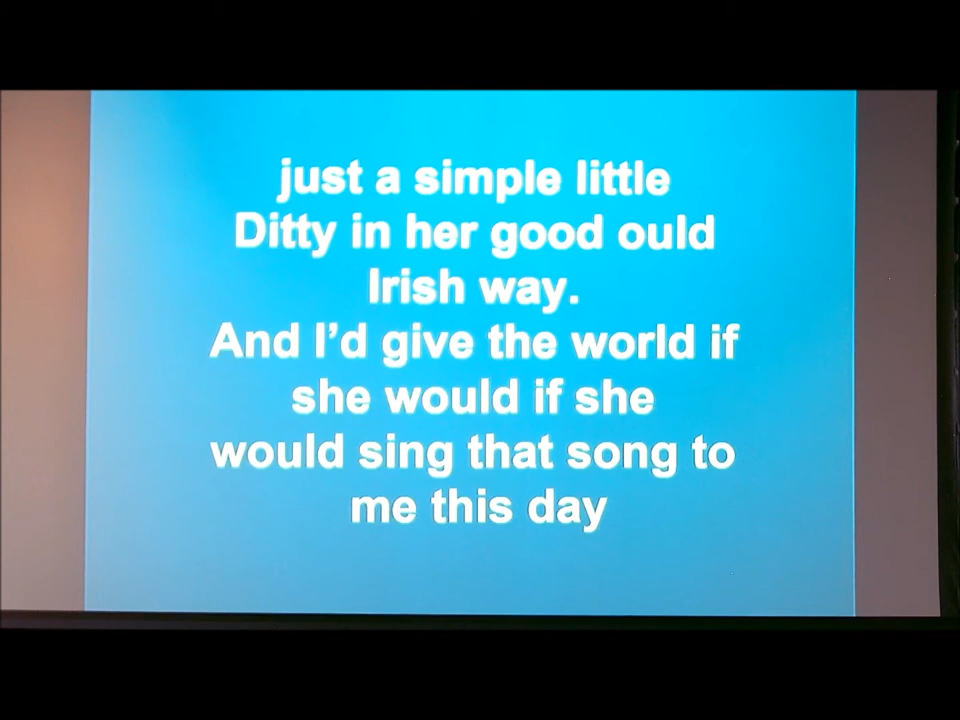 just a simple little
Ditty in her good ould
Irish way.
And I’d give the world if
she would if she
would sing that song to
me this day